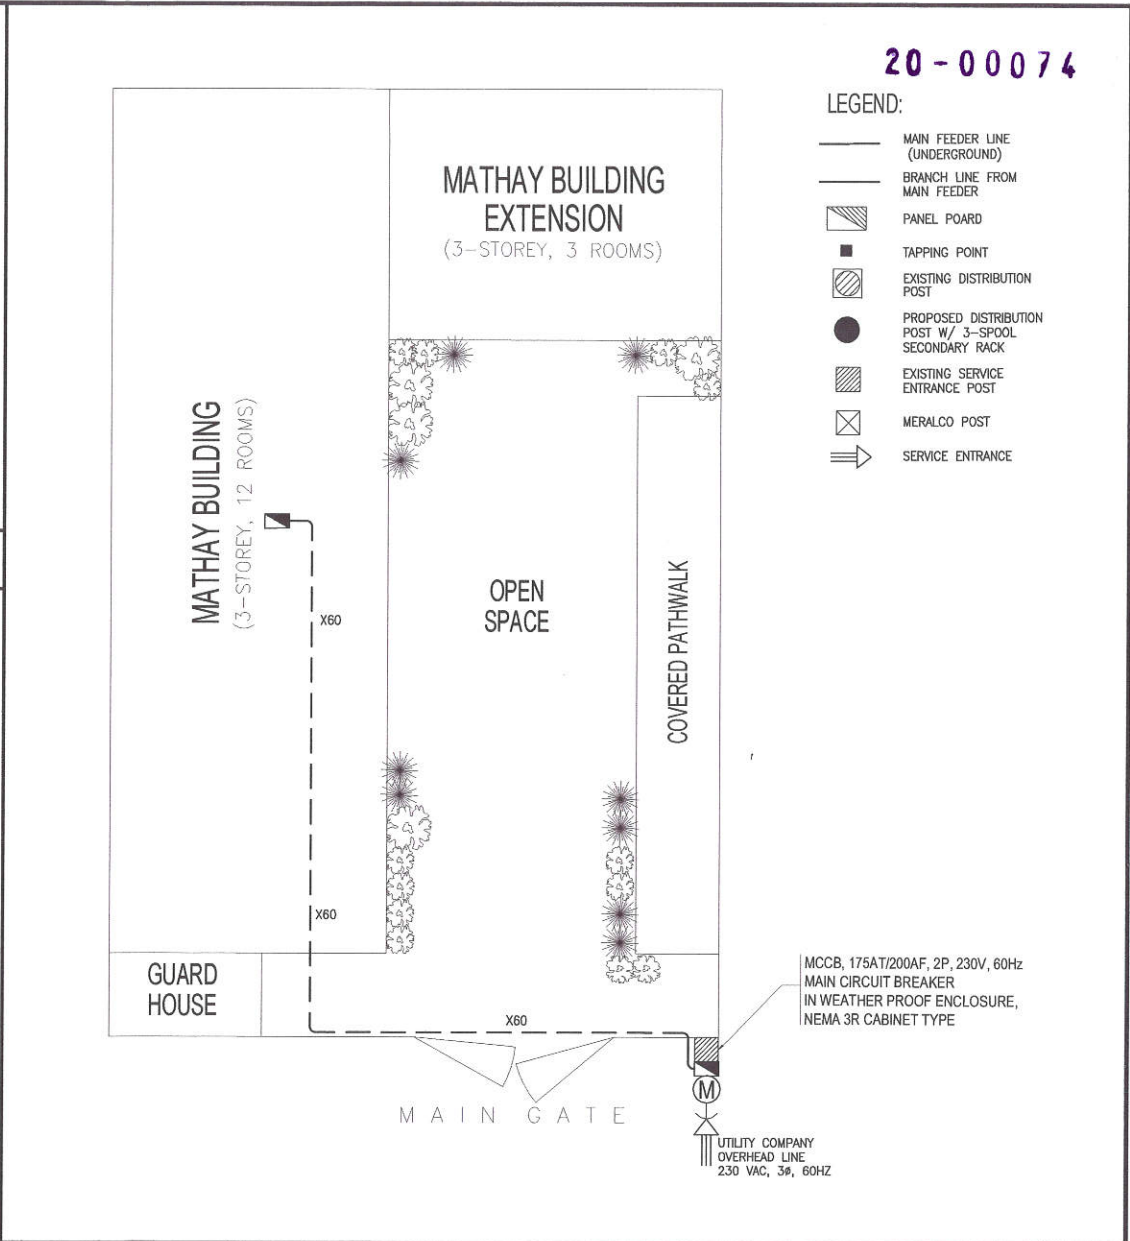 20-00074
LEGEND:
MAIN FEEDER LINE
(UNDERGROUND)
BRANCH LINE FROM
MAIN FEEDER
PANEL POARD
TAPPING POINT
EXISTING DISTRIBUTION
POST
PROPOSED DISTRIBUTION
POST W/ 3-SPOOL
SECONDARY RACK
EXISTING SERVICE
ENTRANCE POST
MERALCO POST
SERVICE ENTRANCE
MATHAY BUILDING
EXTENSION
(3-STOREY, 3 ROOMS)
MATHAY BUILDING
(3-STOREY, 12 ROOMS)
X60
OPEN
SPACE
COVERED PATHWALK
X60
GUARD
HOUSE
X60
MCCB, 175AT/200AF, 2P, 230V, 60Hz
MAIN CIRCUIT BREAKER
IN WEATHER PROOF ENCLOSURE,
NEMA 3R CABINET TYPE
M
MAIN GATE
UTILITY COMPANY
OVERHEAD LINE
230 VAC, 3ø, 60HZ